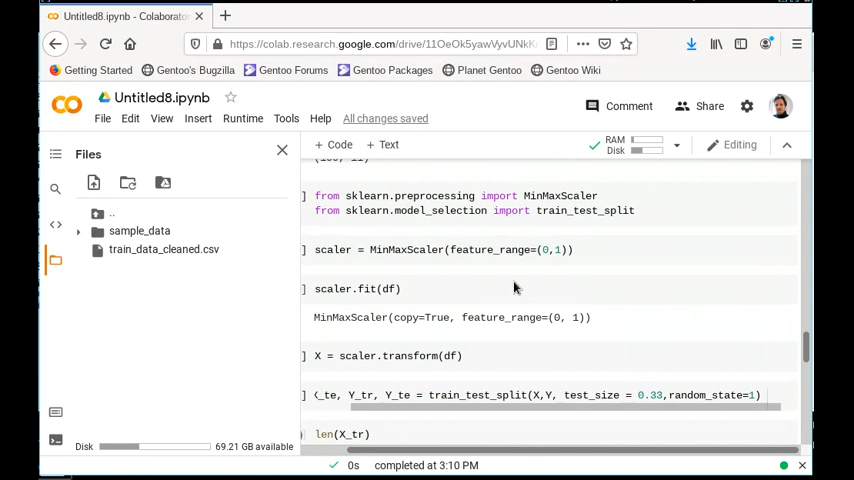 Untitled8.ipynb - Colaborato
https://colab.research.google.com/drive/11OeOk5yawVyvUNkK
Getting Started
Gentoo's Bugzilla
Gentoo Forums
Gentoo Packages
Planet Gentoo
Gentoo Wiki
Untitled8.ipynb
Comment
Share
File Edit View Insert Runtime Tools Help All changes saved
Files
+ Code + Text
RAM
Disk
Editing
..
sample_data
train_data_cleaned.csv
Disk 69.21 GB available
] from sklearn.preprocessing import MinMaxScaler
from sklearn.model_selection import train_test_split
] scaler = MinMaxScaler(feature_range=(0,1))
] scaler.fit(df)
MinMaxScaler(copy=True, feature_range=(0, 1))
] X = scaler.transform(df)
] _te, Y_tr, Y_te = train_test_split(X,Y, test_size = 0.33,random_state=1)
len(X_tr)
0s completed at 3:10 PM